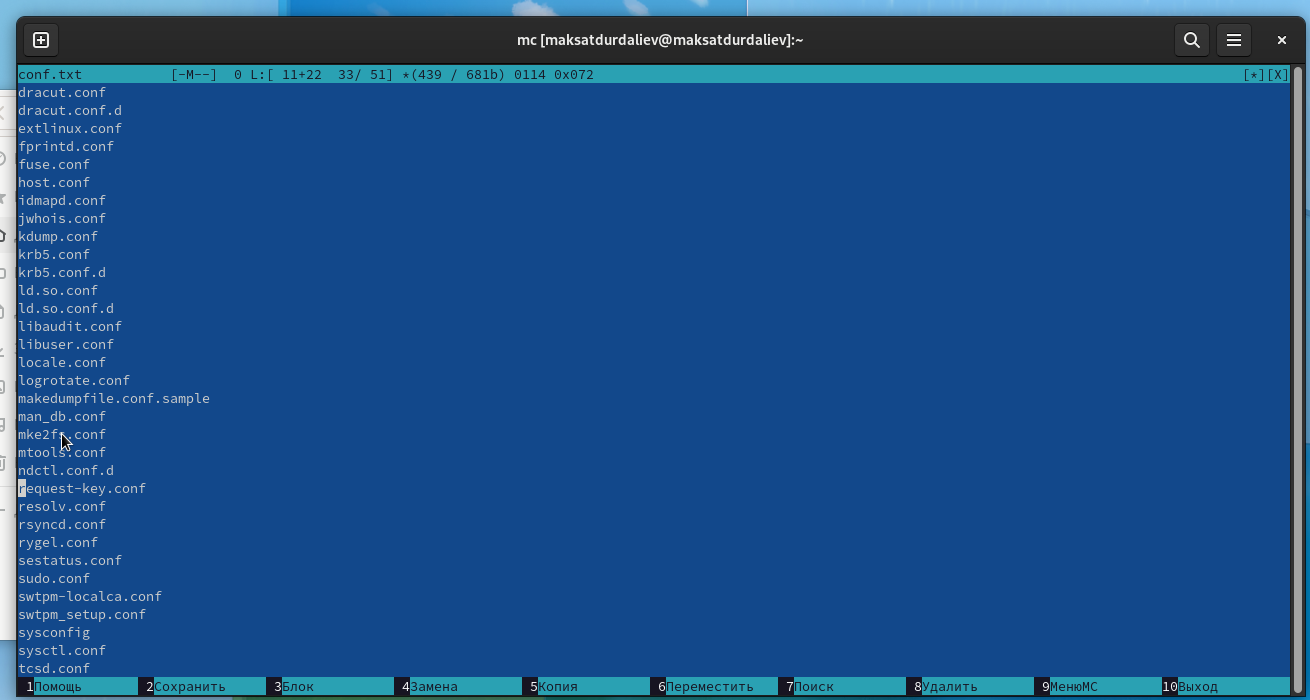 mc [maksatdurdaliev@maksatdurdaliev]:~
conf.txt [-M--] 0 L:[ 11+22 33/ 51] *(439 / 681b) 0114 0x072 [*][X]
dracut.conf
dracut.conf.d
extlinux.conf
fprintd.conf
fuse.conf
host.conf
idmapd.conf
jwhois.conf
kdump.conf
krb5.conf
krb5.conf.d
ld.so.conf
ld.so.conf.d
libaudit.conf
libuser.conf
locale.conf
logrotate.conf
makedumpfile.conf.sample
man_db.conf
mke2fs.conf
mtools.conf
ndctl.conf.d
request-key.conf
resolv.conf
rsyncd.conf
rygel.conf
sestatus.conf
sudo.conf
swtpm-localca.conf
swtpm_setup.conf
sysconfig
sysctl.conf
tcsd.conf
1Помощь 2Сохранить 3Блок 4Замена 5Копия 6Переместить 7Поиск 8Удалить 9МенюMC 10Выход